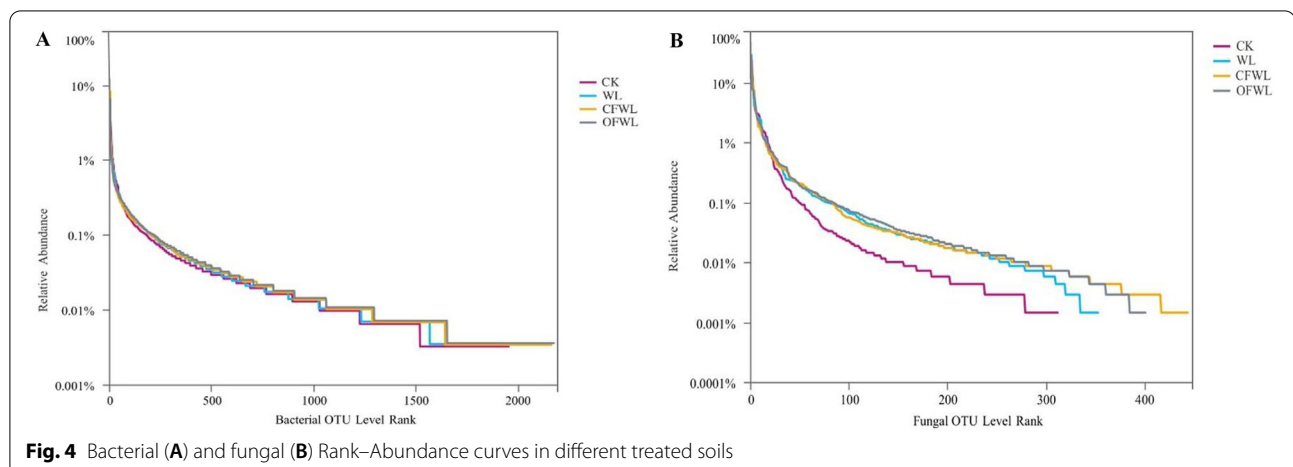 A
100%
10%
1%
0.1%
0.01%
0.001%
Relative Abundance
0
500
1000
1500
2000
Bacterial OTU Level Rank
CK
WL
CFWL
OFWL
B
100%
10%
1%
0.1%
0.01%
0.001%
0.0001%
Relative Abundance
0
100
200
300
400
Fungal OTU Level Rank
CK
WL
CFWL
OFWL
Fig. 4 Bacterial (A) and fungal (B) Rank–Abundance curves in different treated soils